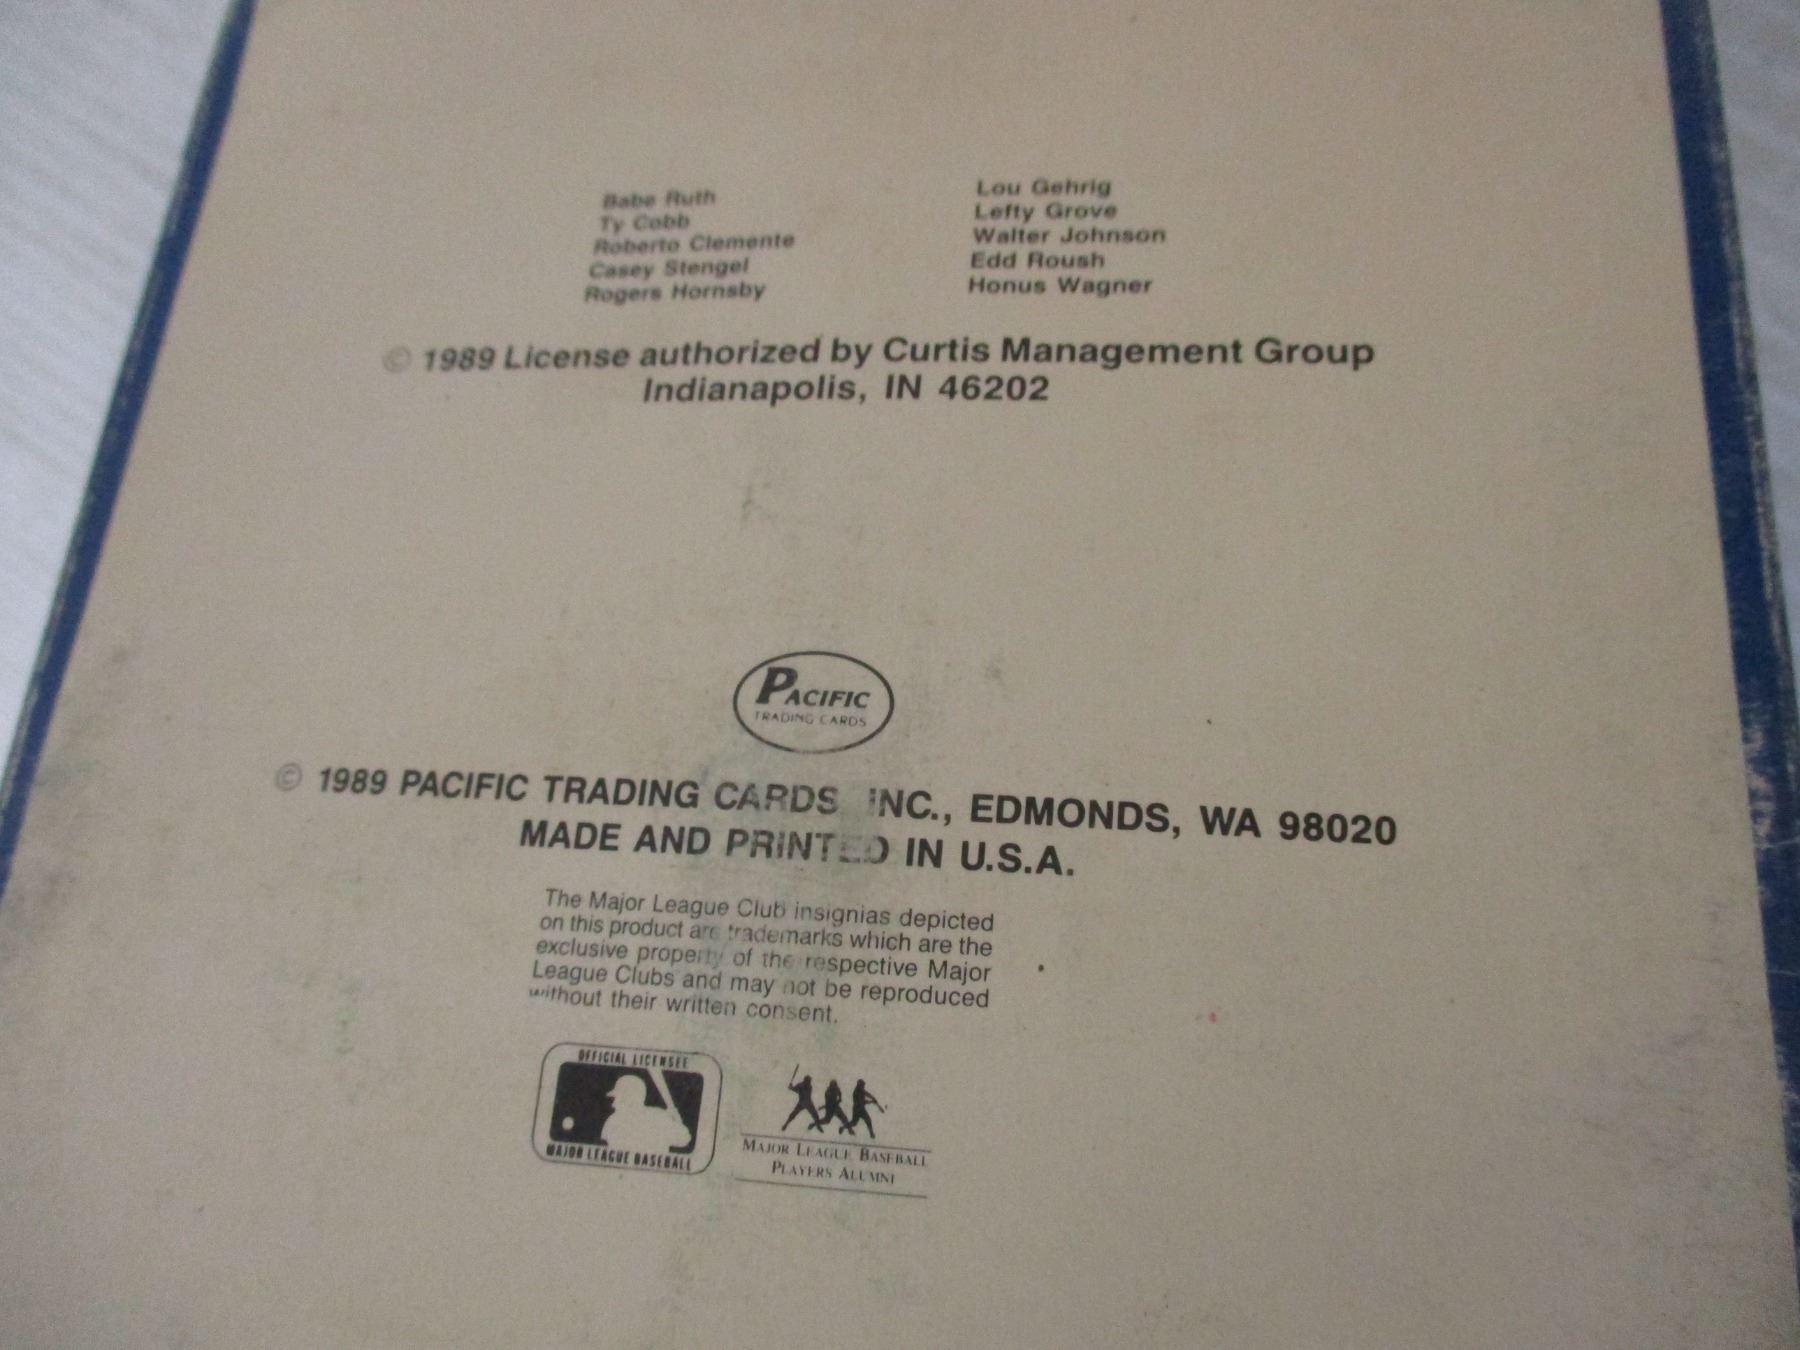 Babe Ruth
Ty Cobb
Roberto Clemente
Casey Stengel
Rogers Hornsby
Lou Gehrig
Lefty Grove
Walter Johnson
Edd Roush
Honus Wagner
© 1989 License authorized by Curtis Management Group
Indianapolis, IN 46202
PACIFIC
TRADING CARDS
© 1989 PACIFIC TRADING CARDS, INC., EDMONDS, WA 98020
MADE AND PRINTED IN U.S.A.
The Major League Club insignias depicted
on this product are trademarks which are the
exclusive property of the respective Major
League Clubs and may not be reproduced
without their written consent.
OFFICIAL LICENSEE
MAJOR LEAGUE BASEBALL
MAJOR LEAGUE BASEBALL
PLAYERS ALUMNI